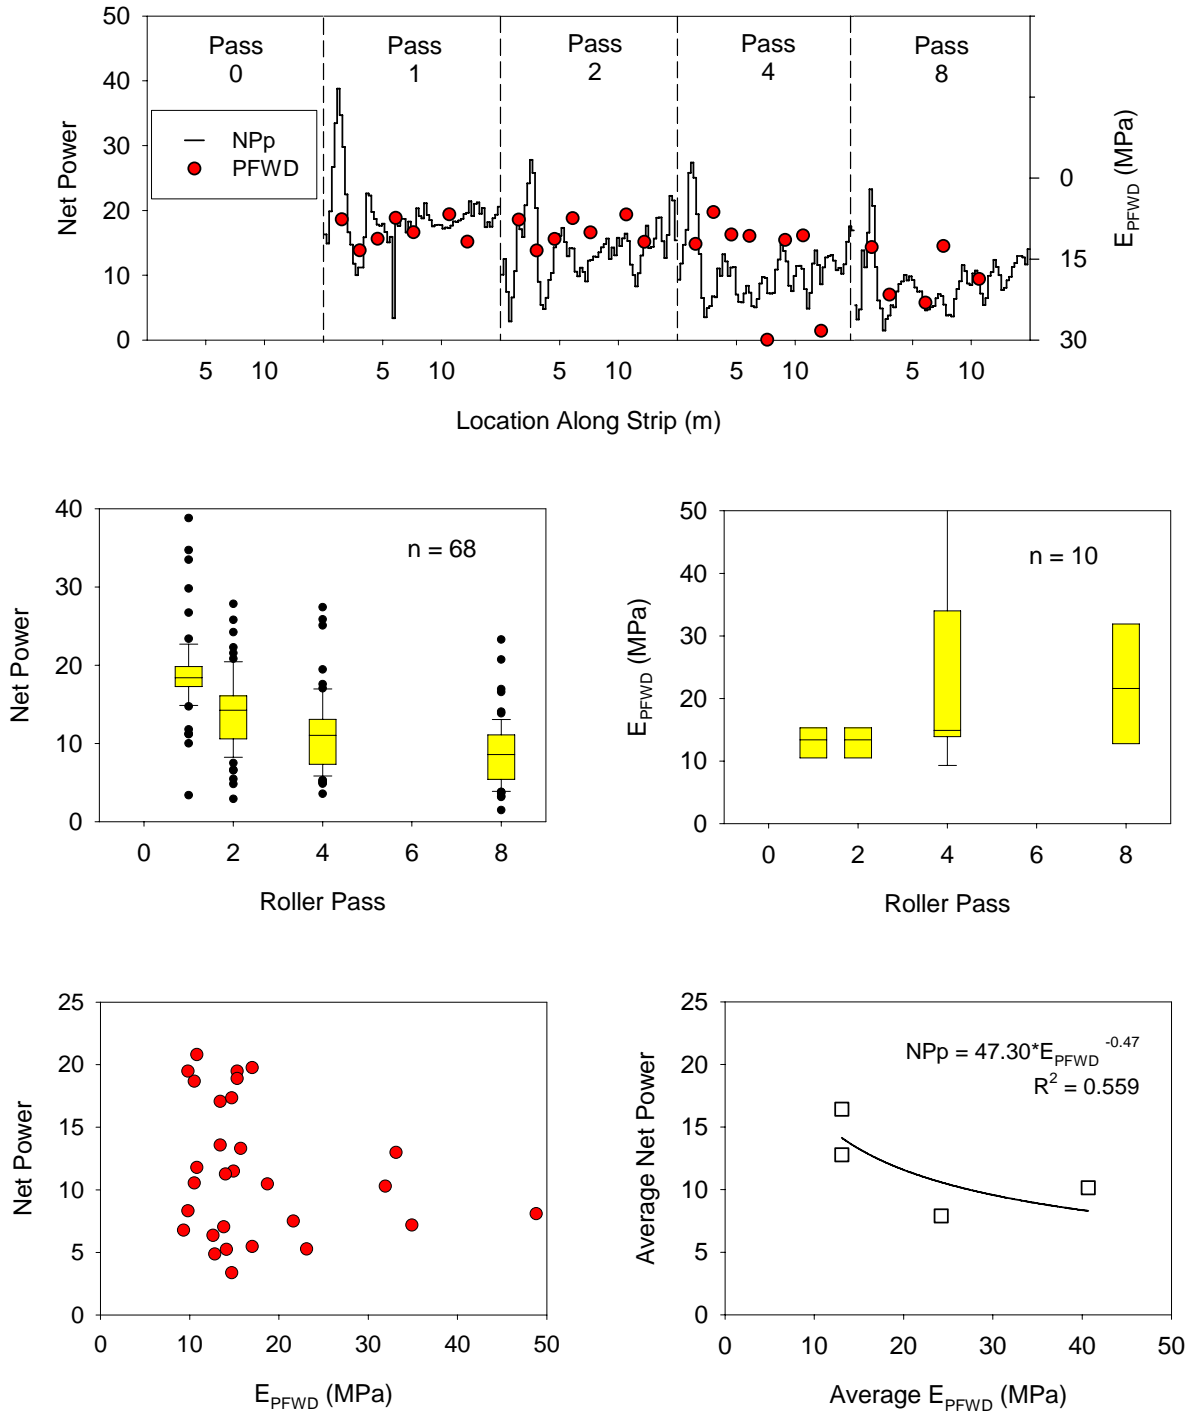 50
40
30
20
10
0
Net Power
Pass
0
Pass
1
Pass
2
Pass
4
Pass
8
NPp
PFWD
0
15
30
E_PFWD (MPa)
5 10 5 10 5 10 5 10 5 10
Location Along Strip (m)
40
30
20
10
0
Net Power
n = 68
0 2 4 6 8
Roller Pass
50
40
30
20
10
0
E_PFWD (MPa)
n = 10
0 2 4 6 8
Roller Pass
25
20
15
10
5
0
Net Power
0 10 20 30 40 50
E_PFWD (MPa)
25
20
15
10
5
0
Average Net Power
NPp = 47.30*E_PFWD ^-0.47
R² = 0.559
0 10 20 30 40 50
Average E_PFWD (MPa)